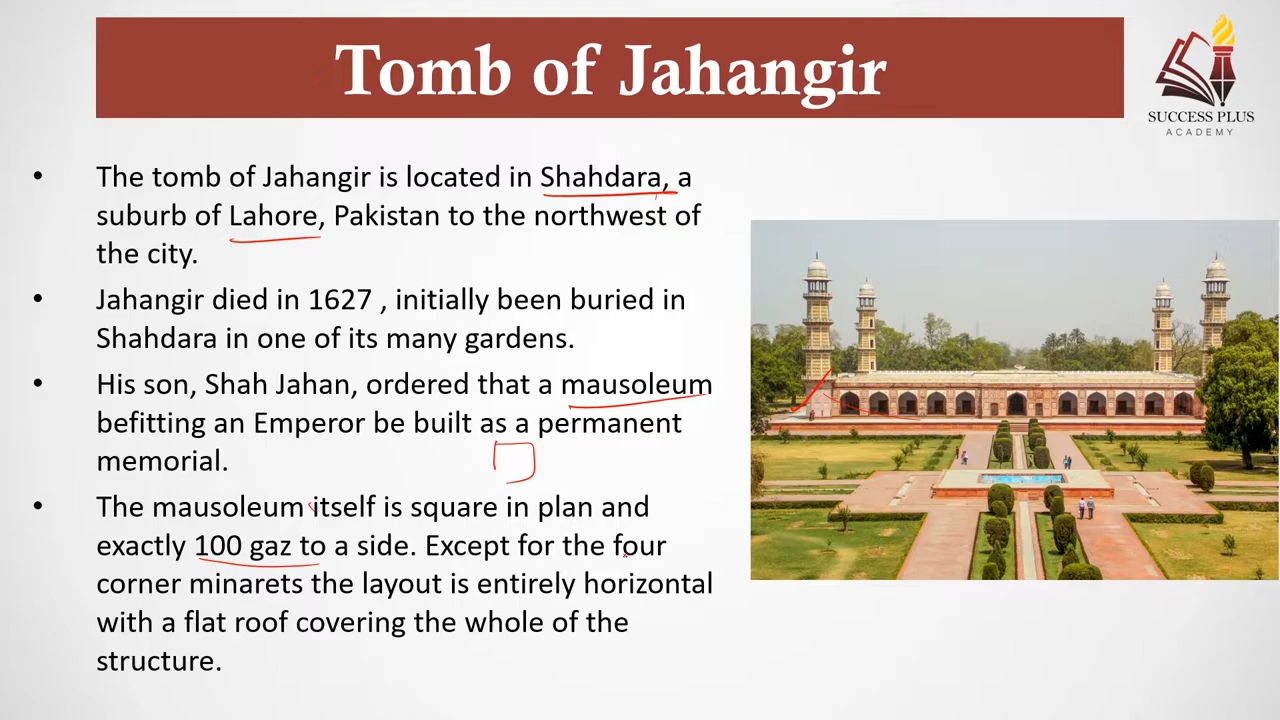 Tomb of Jahangir
SUCCESS PLUS
ACADEMY
• The tomb of Jahangir is located in Shahdara, a
suburb of Lahore, Pakistan to the northwest of
the city.
• Jahangir died in 1627 , initially been buried in
Shahdara in one of its many gardens.
• His son, Shah Jahan, ordered that a mausoleum
befitting an Emperor be built as a permanent
memorial.
• The mausoleum itself is square in plan and
exactly 100 gaz to a side. Except for the four
corner minarets the layout is entirely horizontal
with a flat roof covering the whole of the
structure.